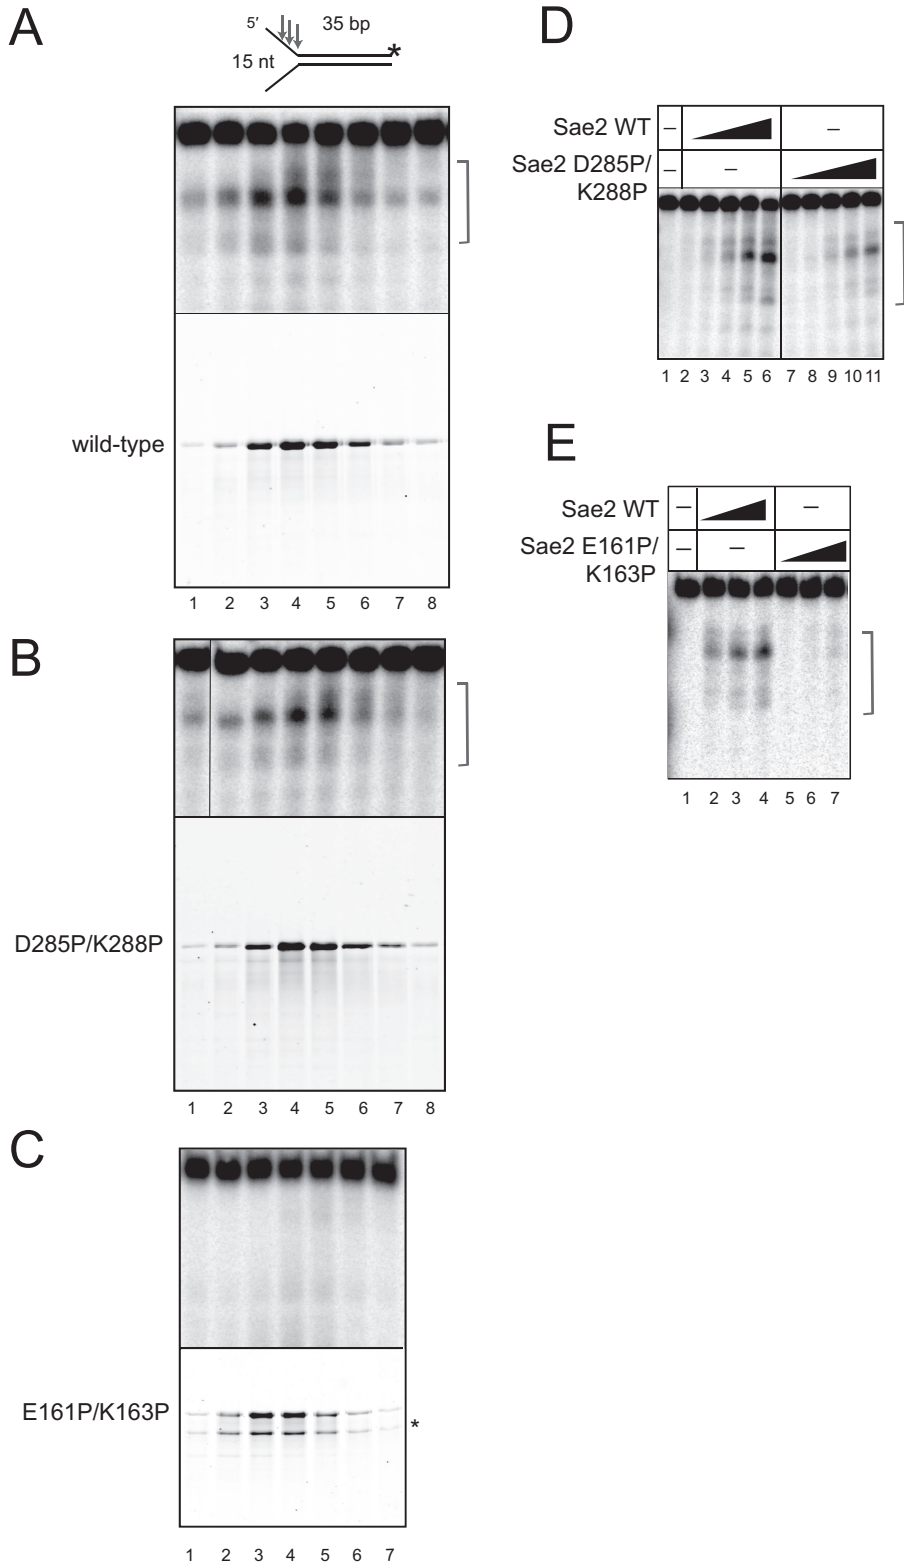 A
5′
35 bp
*
15 nt
wild-type
1 2 3 4 5 6 7 8
B
D285P/K288P
1 2 3 4 5 6 7 8
C
E161P/K163P
*
1 2 3 4 5 6 7
D
Sae2 WT – –
Sae2 D285P/ – –
K288P
1 2 3 4 5 6 7 8 9 10 11
E
Sae2 WT – –
Sae2 E161P/ – –
K163P
1 2 3 4 5 6 7